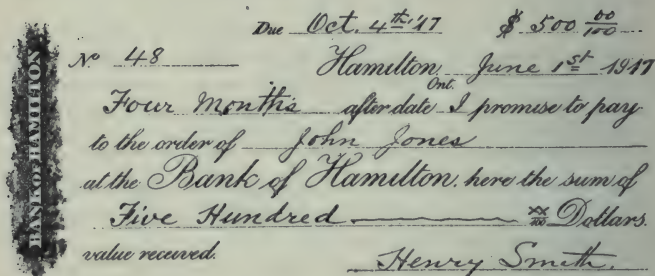 Due Oct. 4th '17 $ 500 00/100
No 48 Hamilton, Ont. June 1st 1917
Four Months after date I promise to pay
to the order of John Jones
at the Bank of Hamilton, here the sum of
Five Hundred xx/100 Dollars.
value received. Henry Smith.
BANK OF HAMILTON